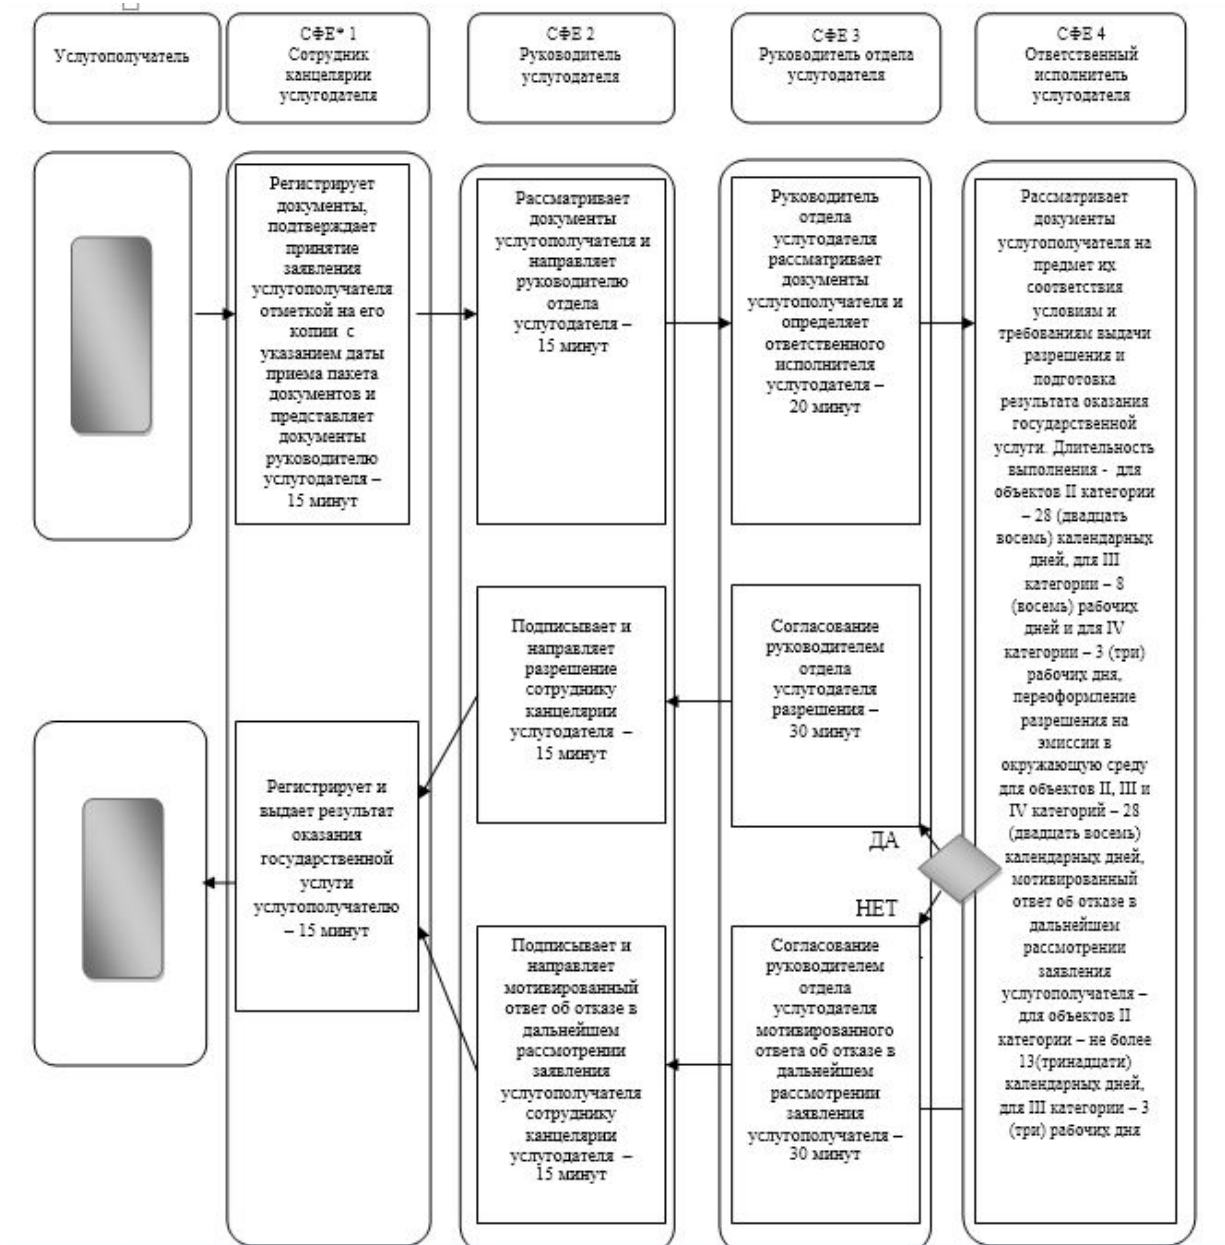 Услугополучатель
СФЕ* 1
Сотрудник
канцелярии
услугодателя
СФЕ 2
Руководитель
услугодателя
СФЕ 3
Руководитель отдела
услугодателя
СФЕ 4
Ответственный
исполнитель
услугодателя
Регистрирует
документы,
подтверждает
принятие
заявления
услугополучателя
отметкой на его
копии с
указанием даты
приема пакета
документов и
представляет
документы
руководителю
услугодателя –
15 минут
Рассматривает
документы
услугополучателя и
направляет
руководителю
отдела
услугодателя –
15 минут
Руководитель
отдела
услугодателя
рассматривает
документы
услугополучателя и
определяет
ответственного
исполнителя
услугодателя –
20 минут
Рассматривает
документы
услугополучателя на
предмет их
соответствия
условиям и
требованиям выдачи
разрешения и
подготовка
результата оказания
государственной
услуги. Длительность
выполнения - для
объектов II категории
– 28 (двадцать
восемь) календарных
дней, для III
категории – 8
(восемь) рабочих
дней и для IV
категории – 3 (три)
рабочих дня,
переоформление
разрешения на
эмиссии в
окружающую среду
для объектов II, III и
IV категорий – 28
(двадцать восемь)
календарных дней,
мотивированный
ответ об отказе в
дальнейшем
рассмотрении
заявления
услугополучателя –
для объектов II
категории – не более
13(тринадцати)
календарных дней,
для III категории – 3
(три) рабочих дня
Подписывает и
направляет
разрешение
сотруднику
канцелярии
услугодателя –
15 минут
Согласование
руководителем
отдела
услугодателя
разрешения –
30 минут
ДА
НЕТ
Регистрирует и
выдает результат
оказания
государственной
услуги
услугополучателю
– 15 минут
Подписывает и
направляет
мотивированный
ответ об отказе в
дальнейшем
рассмотрении
заявления
услугополучателя
сотруднику
канцелярии
услугодателя –
15 минут
Согласование
руководителем
отдела
услугодателя
мотивированного
ответа об отказе в
дальнейшем
рассмотрении
заявления
услугополучателя –
30 минут